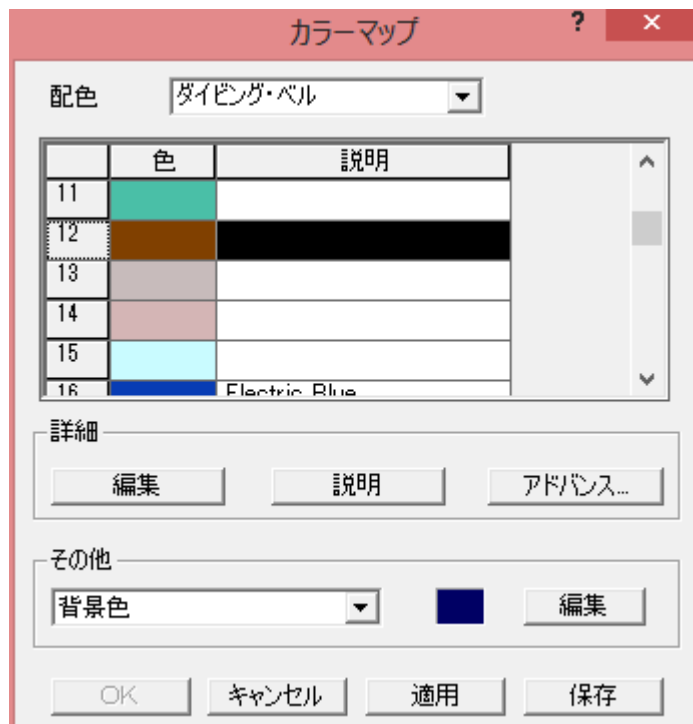 カラーマップ ? ×
配色 ダイビング・ベル
色 説明
11
12
13
14
15
16 Electric Blue
詳細
編集 説明 アドバンス...
その他
背景色 編集
OK キャンセル 適用 保存